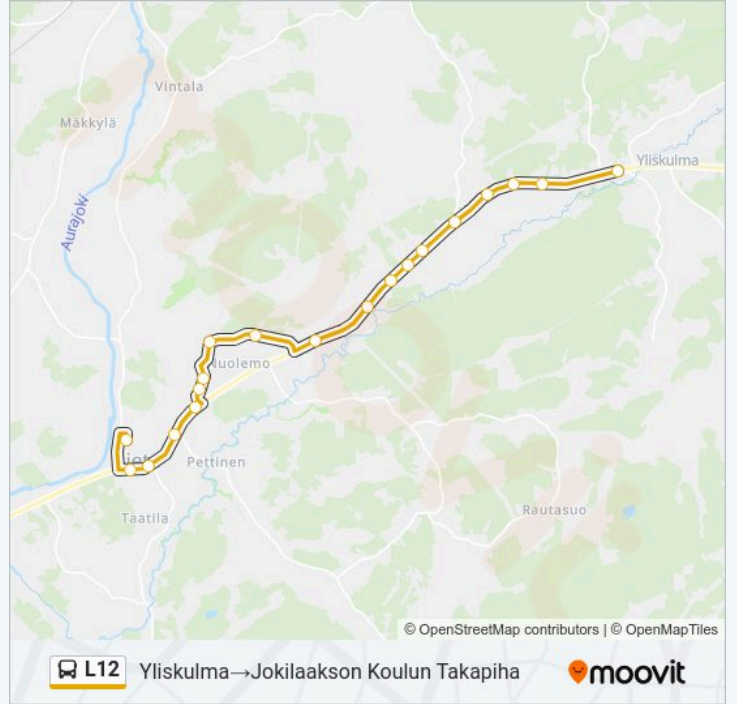 Vintala
Mäkkylä
Yliskulma
Aurajoki
Nuolemo
Pettinen
Taatila
Rautasuo
© OpenStreetMap contributors | © OpenMapTiles
L12 Yliskulma→Jokilaakson Koulun Takapiha moovit